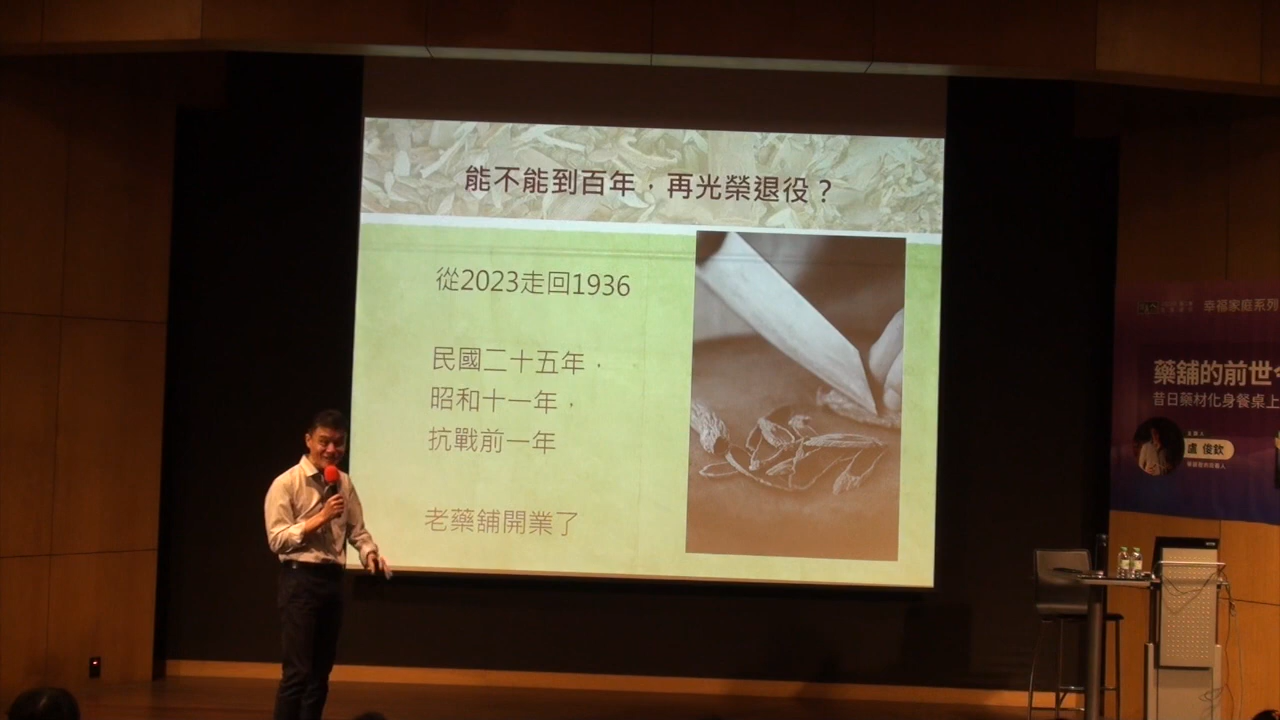 能不能到百年，再光榮退役？
從2023走回1936
民國二十五年，
昭和十一年，
抗戰前一年
老藥舖開業了
幸福家庭系列
藥舖的前世今
昔日藥材化身餐桌上
盧 俊欽